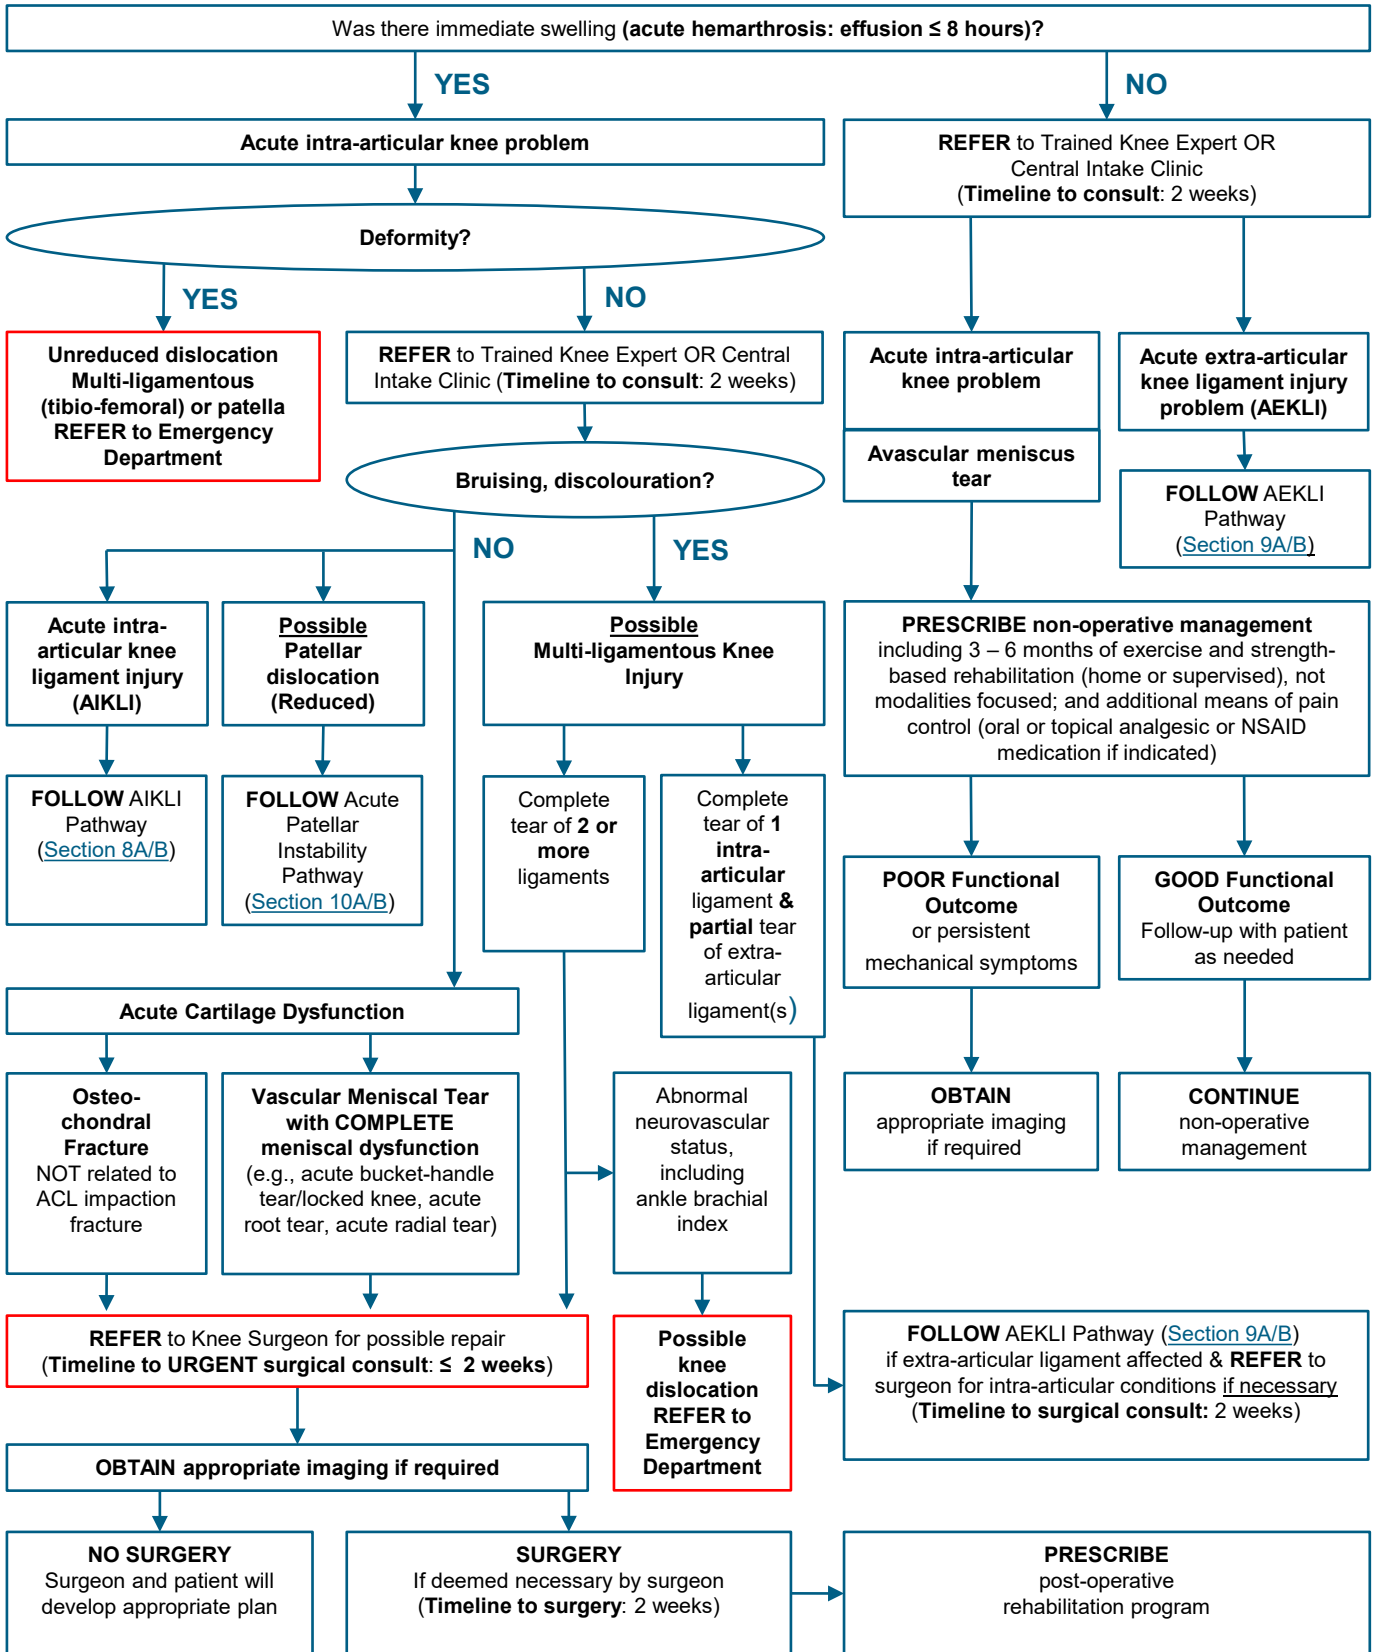 Was there immediate swelling (acute hemarthrosis: effusion ≤ 8 hours)?
YES
NO
Acute intra-articular knee problem
REFER to Trained Knee Expert OR
Central Intake Clinic
(Timeline to consult: 2 weeks)
Deformity?
YES
NO
Unreduced dislocation
Multi-ligamentous
(tibio-femoral) or patella
REFER to Emergency
Department
REFER to Trained Knee Expert OR Central
Intake Clinic (Timeline to consult: 2 weeks)
Acute intra-articular
knee problem
Acute extra-articular
knee ligament injury
problem (AEKLI)
Avascular meniscus
tear
Bruising, discolouration?
FOLLOW AEKLI
Pathway
(Section 9A/B)
NO
YES
Acute intra-
articular knee
ligament injury
(AIKLI)
Possible
Patellar
dislocation
(Reduced)
Possible
Multi-ligamentous Knee
Injury
PRESCRIBE non-operative management
including 3 – 6 months of exercise and strength-
based rehabilitation (home or supervised), not
modalities focused; and additional means of pain
control (oral or topical analgesic or NSAID
medication if indicated)
FOLLOW AIKLI
Pathway
(Section 8A/B)
FOLLOW Acute
Patellar
Instability
Pathway
(Section 10A/B)
Complete
tear of 2 or
more
ligaments
Complete
tear of 1
intra-
articular
ligament &
partial tear
of extra-
articular
ligament(s)
POOR Functional
Outcome
or persistent
mechanical symptoms
GOOD Functional
Outcome
Follow-up with patient
as needed
Acute Cartilage Dysfunction
Osteo-
chondral
Fracture
NOT related to
ACL impaction
fracture
Vascular Meniscal Tear
with COMPLETE
meniscal dysfunction
(e.g., acute bucket-handle
tear/locked knee, acute
root tear, acute radial tear)
Abnormal
neurovascular
status,
including
ankle brachial
index
OBTAIN
appropriate imaging
if required
CONTINUE
non-operative
management
REFER to Knee Surgeon for possible repair
(Timeline to URGENT surgical consult: ≤ 2 weeks)
Possible
knee
dislocation
REFER to
Emergency
Department
FOLLOW AEKLI Pathway (Section 9A/B)
if extra-articular ligament affected & REFER to
surgeon for intra-articular conditions if necessary
(Timeline to surgical consult: 2 weeks)
OBTAIN appropriate imaging if required
NO SURGERY
Surgeon and patient will
develop appropriate plan
SURGERY
If deemed necessary by surgeon
(Timeline to surgery: 2 weeks)
PRESCRIBE
post-operative
rehabilitation program